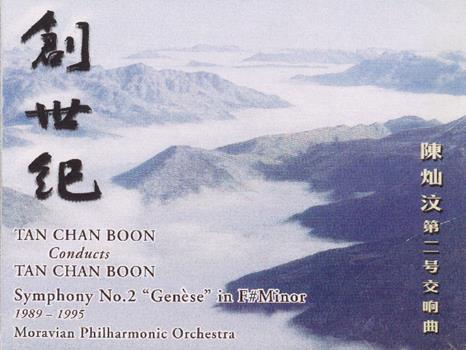 創世紀
陳灿汶第二号交响曲
TAN CHAN BOON
Conducts
TAN CHAN BOON
Symphony No.2 “Genèse” in F#Minor
1989 – 1995
Moravian Philharmonic Orchestra